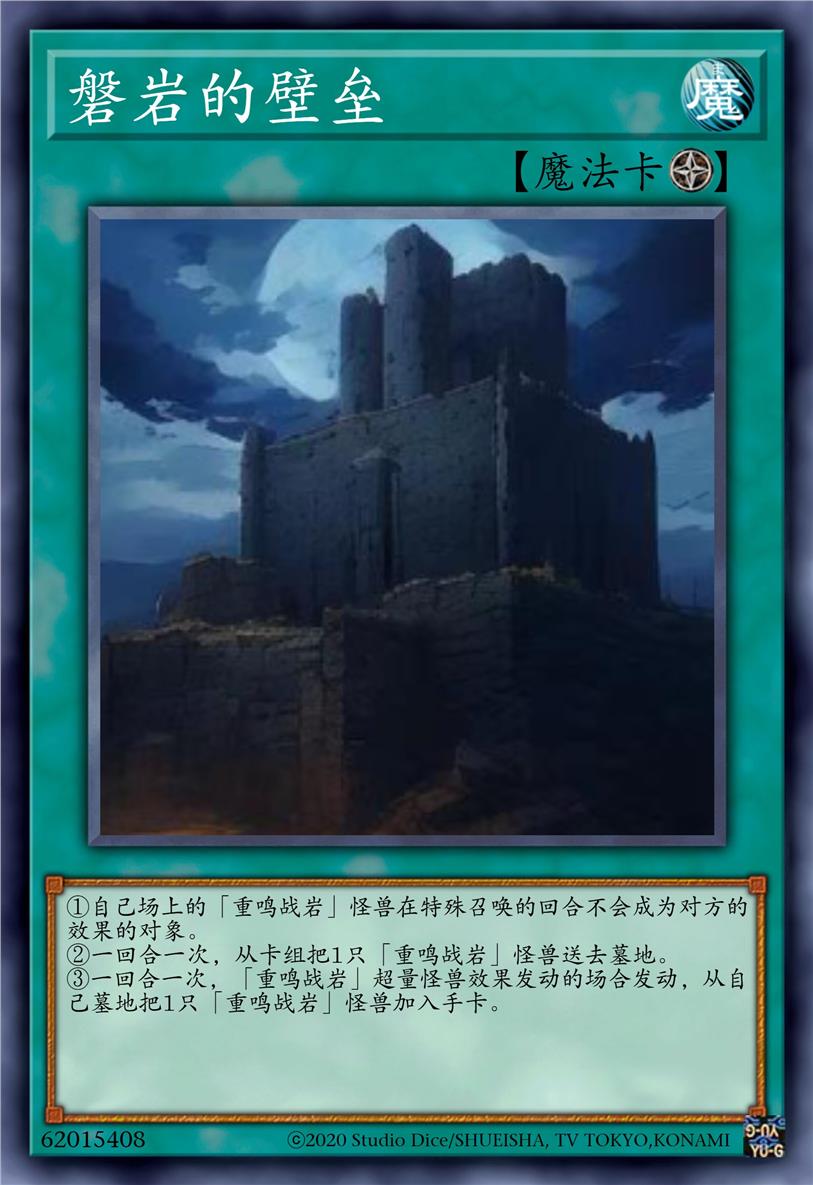 磐岩的壁垒
魔
【魔法卡】
①自己场上的「重鸣战岩」怪兽在特殊召唤的回合不会成为对方的
效果的对象。
②一回合一次，从卡组把1只「重鸣战岩」怪兽送去墓地。
③一回合一次，「重鸣战岩」超量怪兽效果发动的场合发动，从自
己墓地把1只「重鸣战岩」怪兽加入手卡。
62015408
©2020 Studio Dice/SHUEISHA, TV TOKYO,KONAMI
YU-G
YU-G